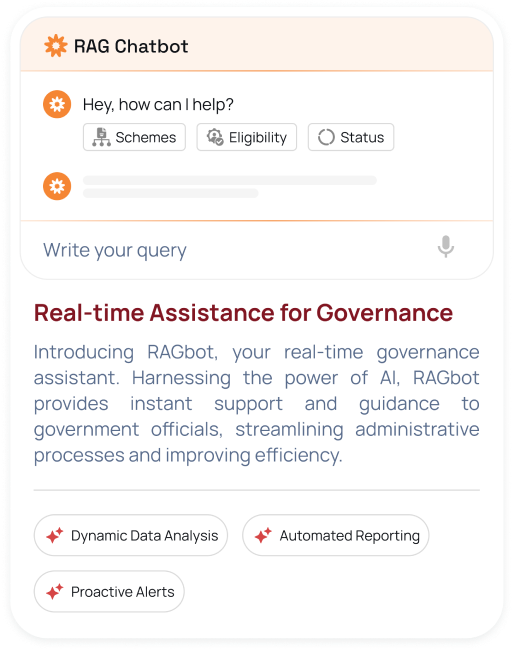 RAG Chatbot
Hey, how can I help?
Schemes Eligibility Status
Write your query
Real-time Assistance for Governance
Introducing RAGbot, your real-time governance
assistant. Harnessing the power of AI, RAGbot
provides instant support and guidance to
government officials, streamlining administrative
processes and improving efficiency.
Dynamic Data Analysis Automated Reporting
Proactive Alerts